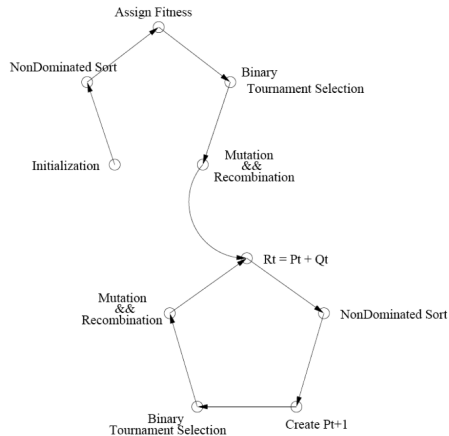 Assign Fitness
NonDominated Sort
Binary
Tournament Selection
Initialization
Mutation
&&
Recombination
Rt = Pt + Qt
Mutation
&&
Recombination
NonDominated Sort
Binary
Tournament Selection
Create Pt+1